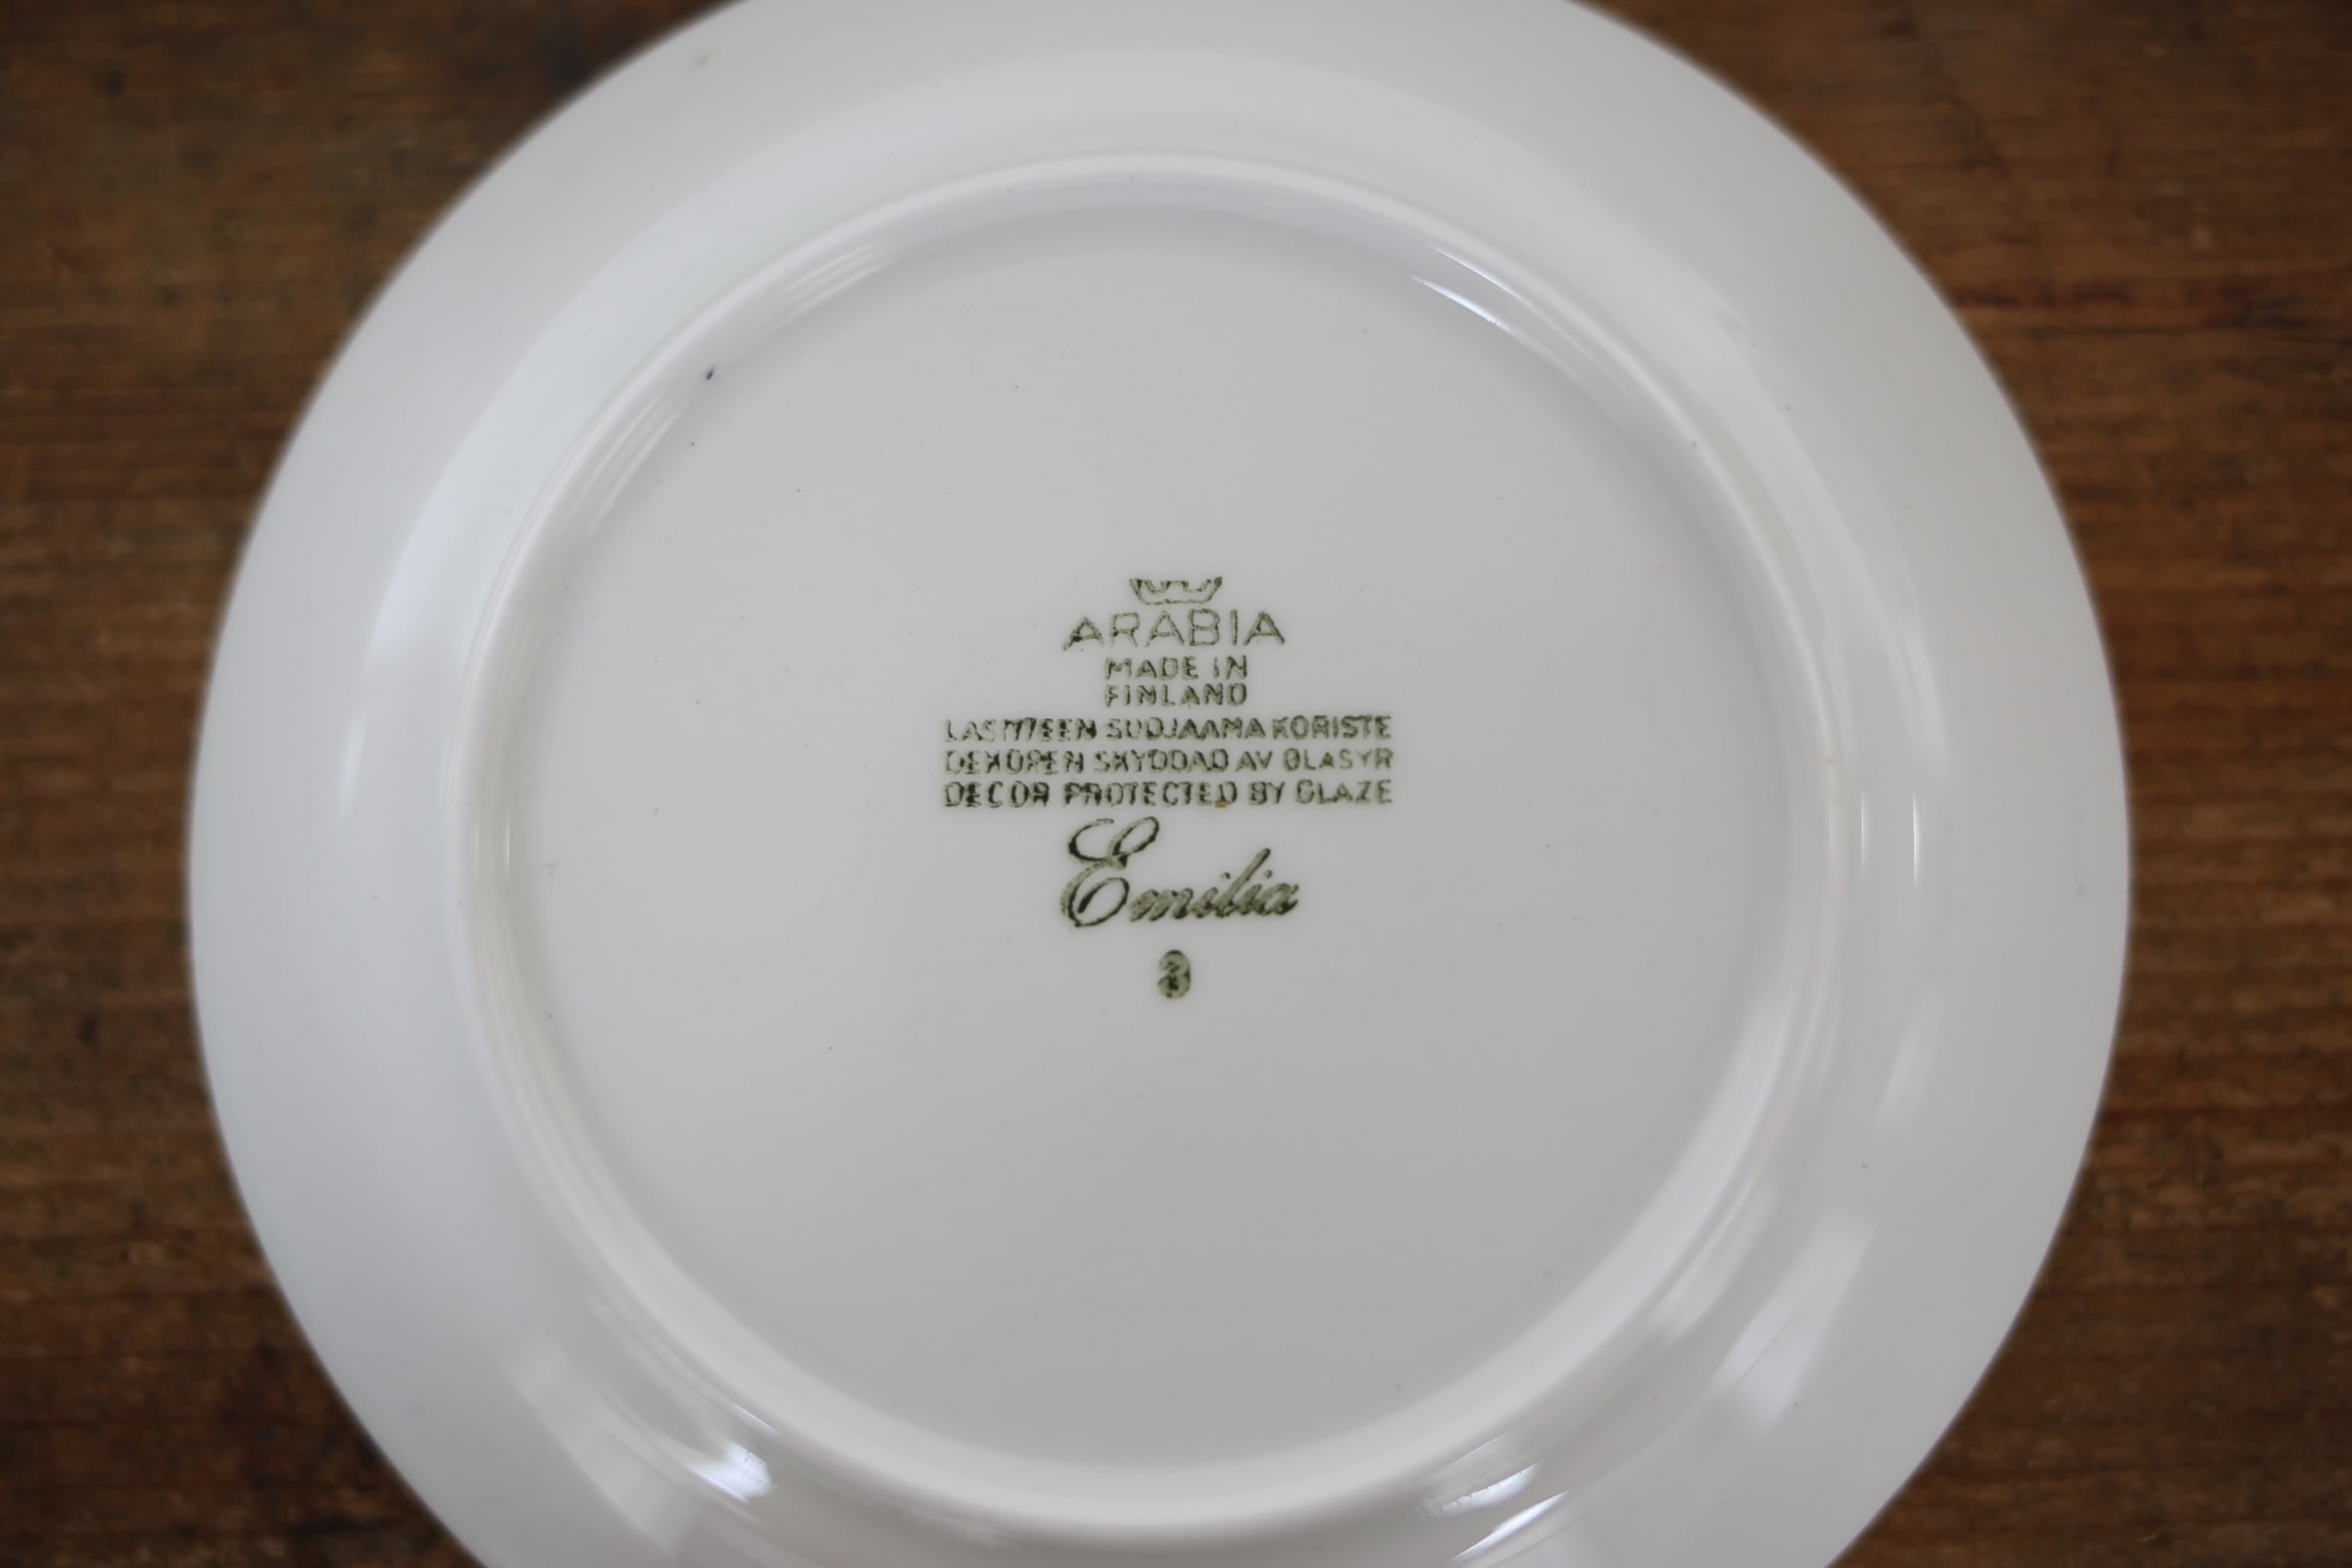 ARABIA
MADE IN
FINLAND
LASITTEEN SUOJAAMA KORISTE
DEKOREN SKYDDAD AV GLASYR
DECOR PROTECTED BY GLAZE
Emilia
3